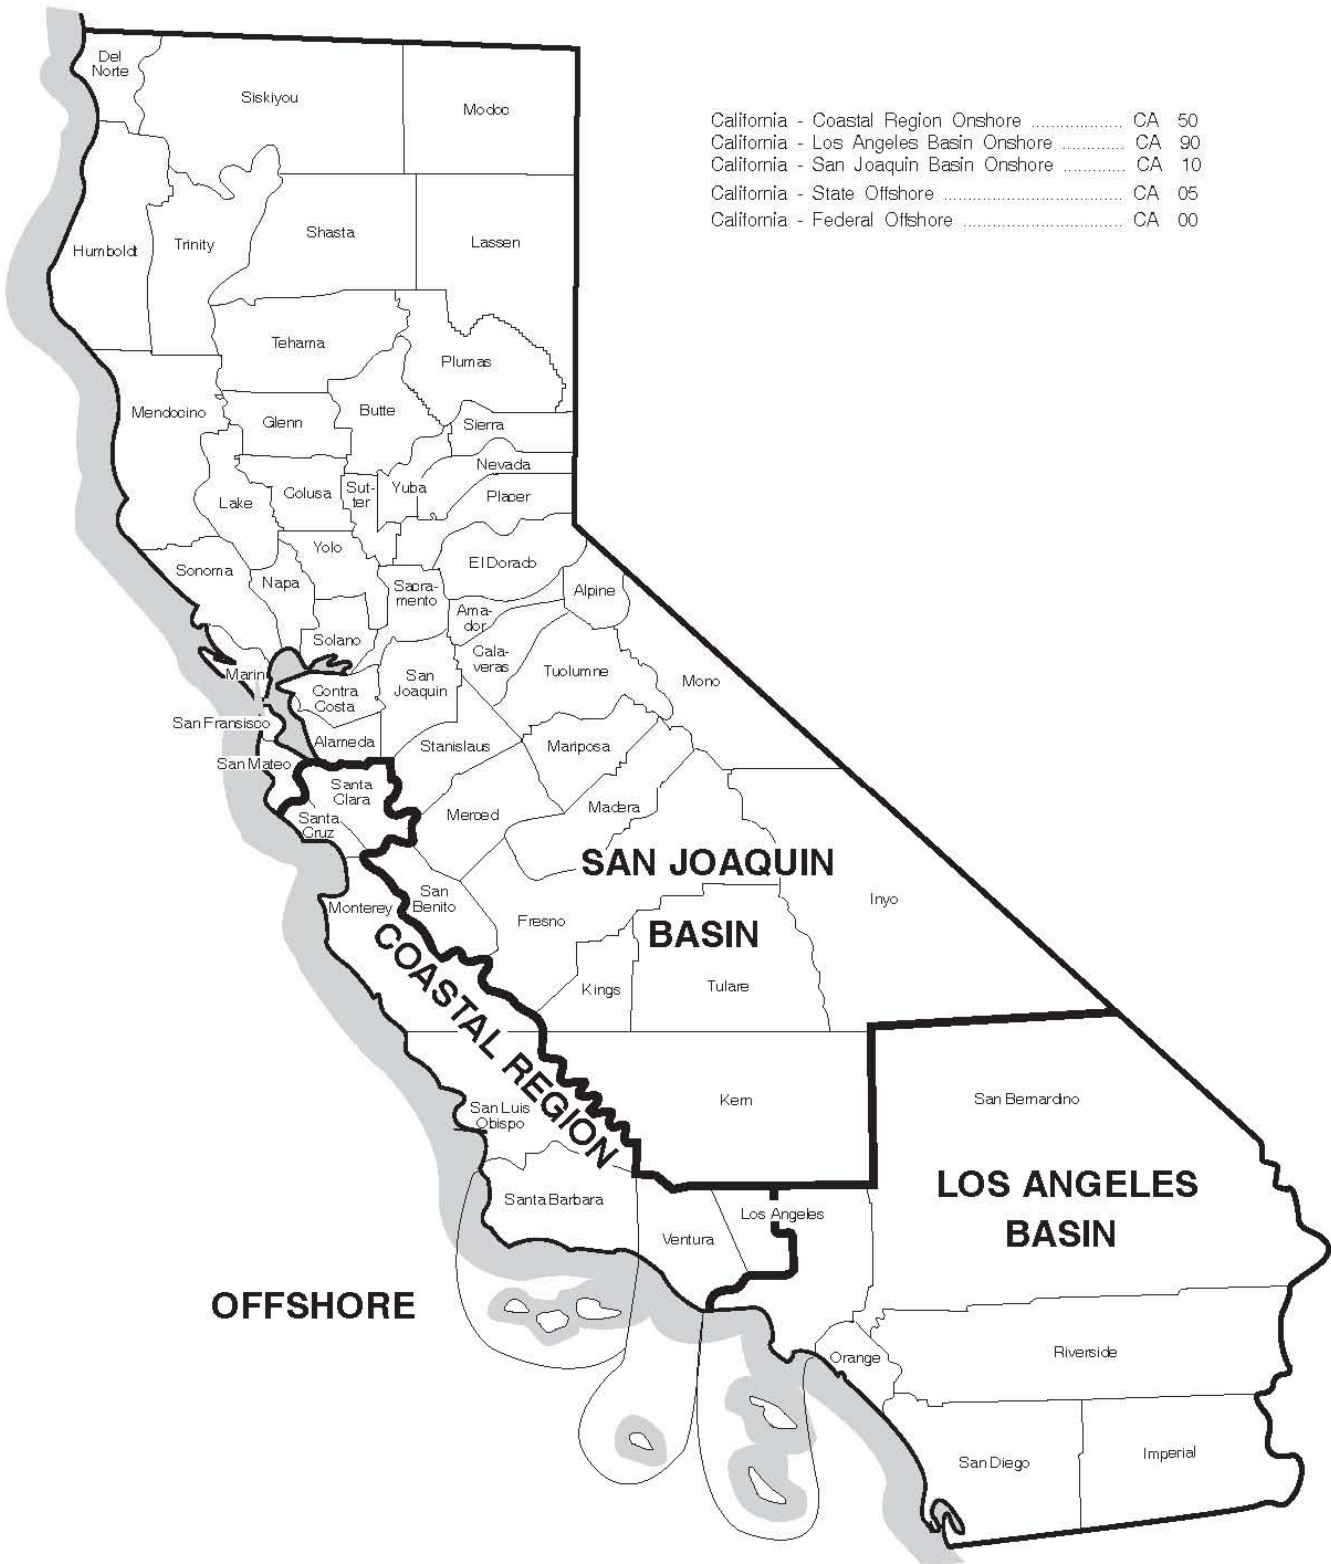 Del
Norte
Siskiyou
Modoc
California - Coastal Region Onshore ................... CA 50
California - Los Angeles Basin Onshore ............. CA 90
California - San Joaquin Basin Onshore ............. CA 10
California - State Offshore ..................................... CA 05
California - Federal Offshore ................................. CA 00
Humboldt
Trinity
Shasta
Lassen
Tehama
Plumas
Mendocino
Glenn
Butte
Sierra
Nevada
Lake
Colusa
Sut-
ter
Yuba
Placer
Yolo
El Dorado
Sonoma
Napa
Sacra-
mento
Alpine
Ama-
dor
Solano
Cala-
veras
Tuolumne
Mono
Marin
Contra
Costa
San
Joaquin
San Fransisco
Alameda
Stanislaus
Mariposa
San Mateo
Santa
Clara
Santa
Cruz
Merced
Madera
SAN JOAQUIN
BASIN
Inyo
Monterey
San
Benito
Fresno
Kings
Tulare
COASTAL REGION
San Luis
Obispo
Kern
San Bernardino
LOS ANGELES
BASIN
Santa Barbara
Ventura
Los Angeles
OFFSHORE
Orange
Riverside
San Diego
Imperial